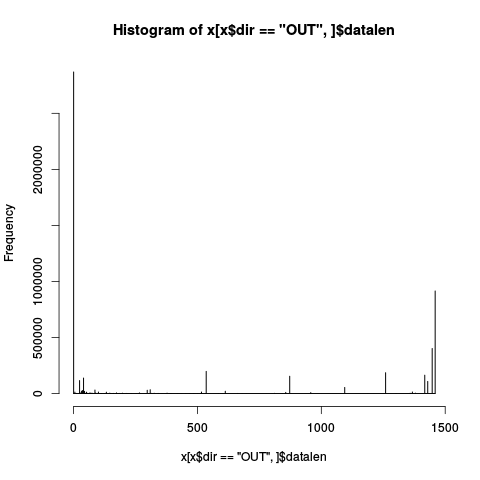 Histogram of x[x$dir == "OUT", ]$datalen
Frequency
2000000
1000000
500000
0
0
500
1000
1500
x[x$dir == "OUT", ]$datalen